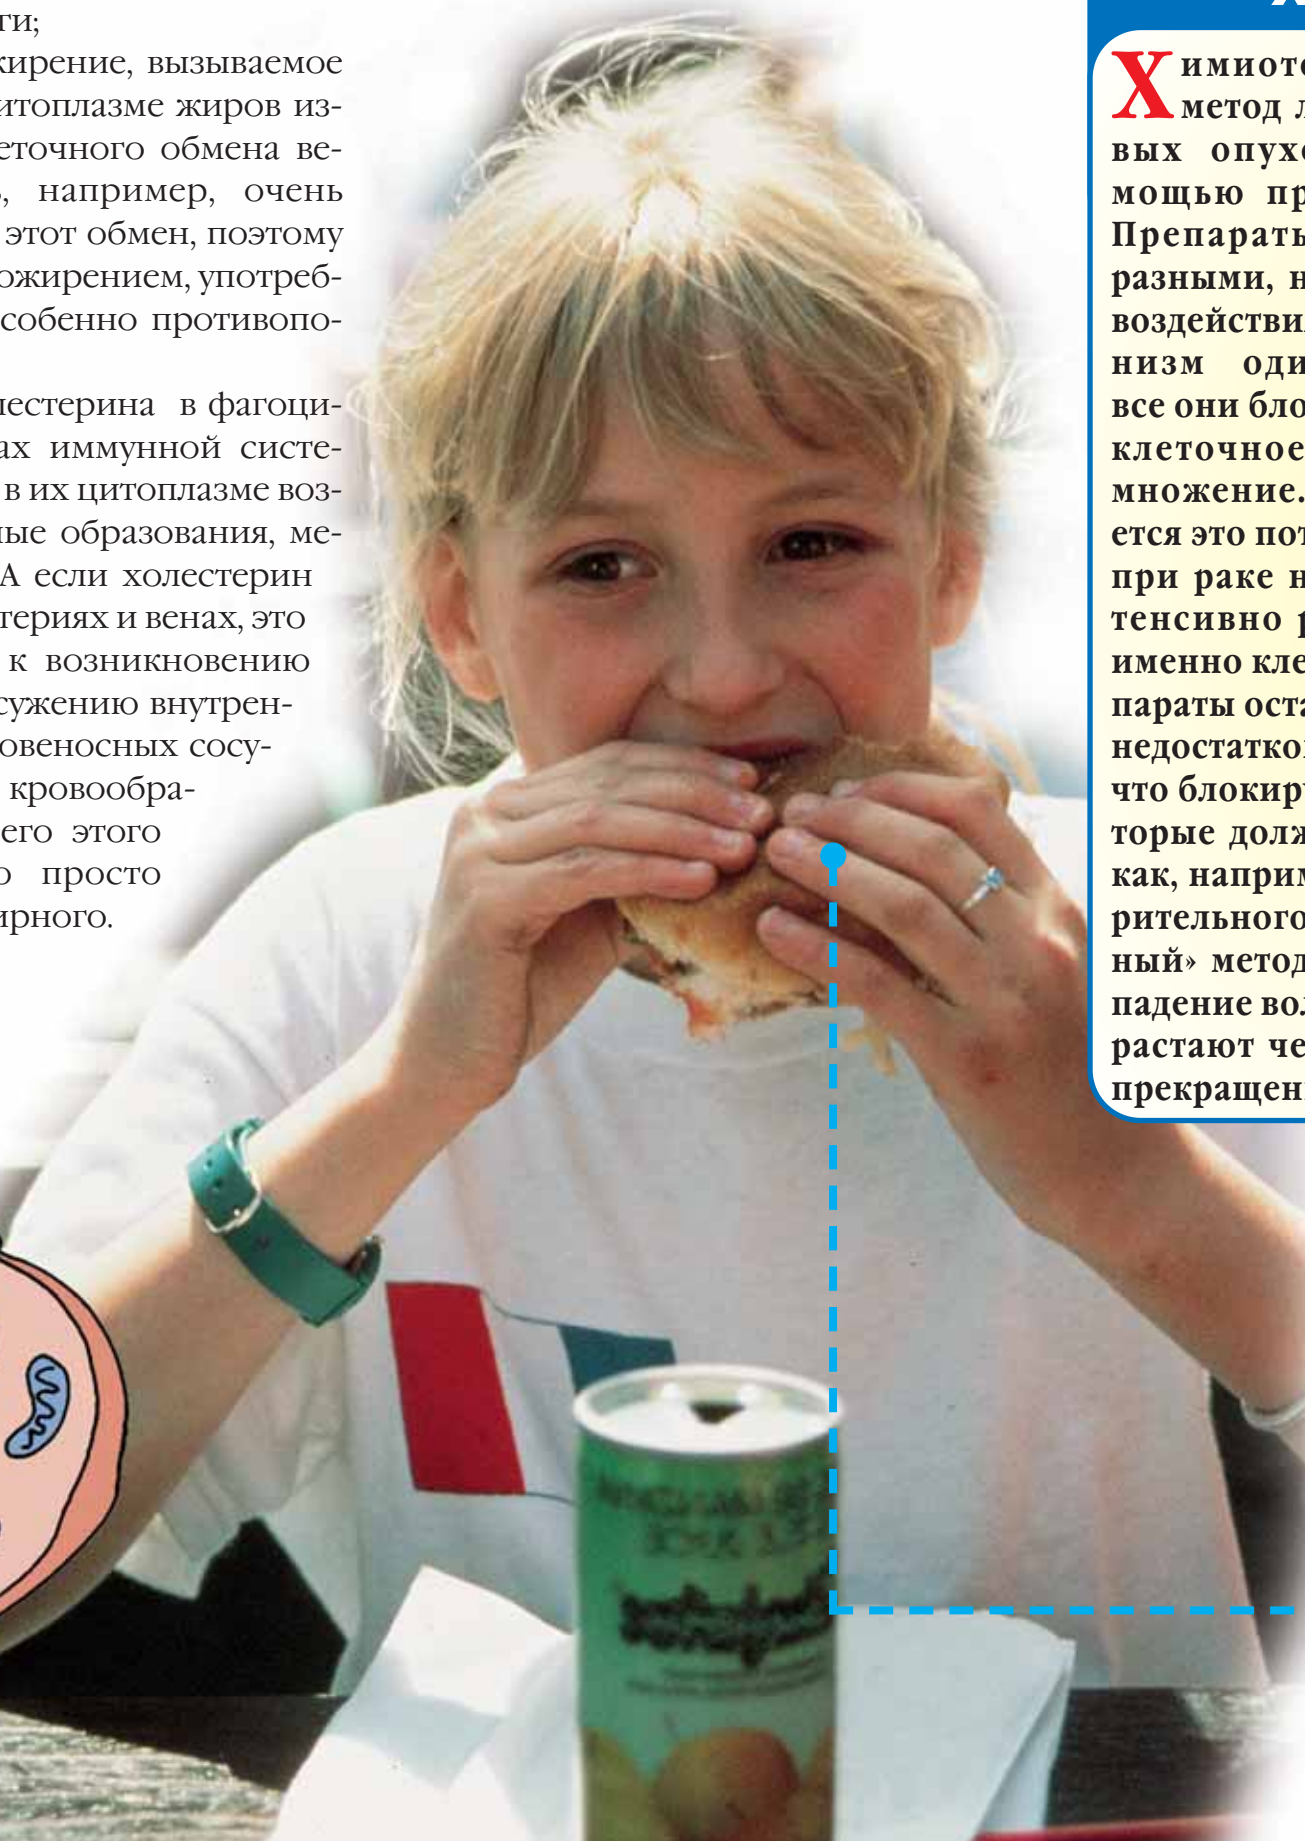 ти;
кирение, вызываемое
итоплазме жиров из-
еточного обмена ве-
, например, очень
этот обмен, поэтому
ожирением, употреб-
собенно противопо-
лестерина в фагоци-
ах иммунной систе-
в их цитоплазме воз-
ные образования, ме-
А если холестерин
териях и венах, это
к возникновению
сужению внутрен-
овеносных сосу-
кровообра-
его этого
о просто
ирного.
Химиоте
метод л
вых опухо
мощью пр
Препараты
разными, н
воздействия
низм оди
все они бло
клеточное
множение.
ется это пот
при раке н
тенсивно р
именно кле
параты оста
недостатко
что блокиру
торые долж
как, наприм
рительного
ный» метод
падение вол
растают че
прекращен